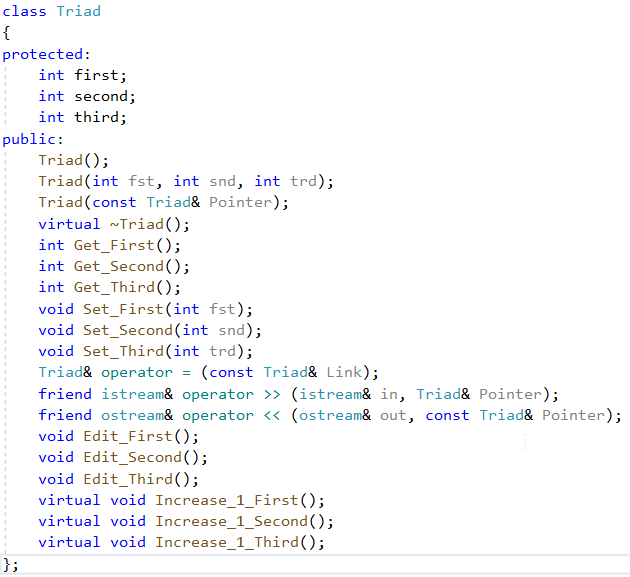 class Triad
{
protected:
    int first;
    int second;
    int third;
public:
    Triad();
    Triad(int fst, int snd, int trd);
    Triad(const Triad& Pointer);
    virtual ~Triad();
    int Get_First();
    int Get_Second();
    int Get_Third();
    void Set_First(int fst);
    void Set_Second(int snd);
    void Set_Third(int trd);
    Triad& operator = (const Triad& Link);
    friend istream& operator >> (istream& in, Triad& Pointer);
    friend ostream& operator << (ostream& out, const Triad& Pointer);
    void Edit_First();
    void Edit_Second();
    void Edit_Third();
    virtual void Increase_1_First();
    virtual void Increase_1_Second();
    virtual void Increase_1_Third();
};